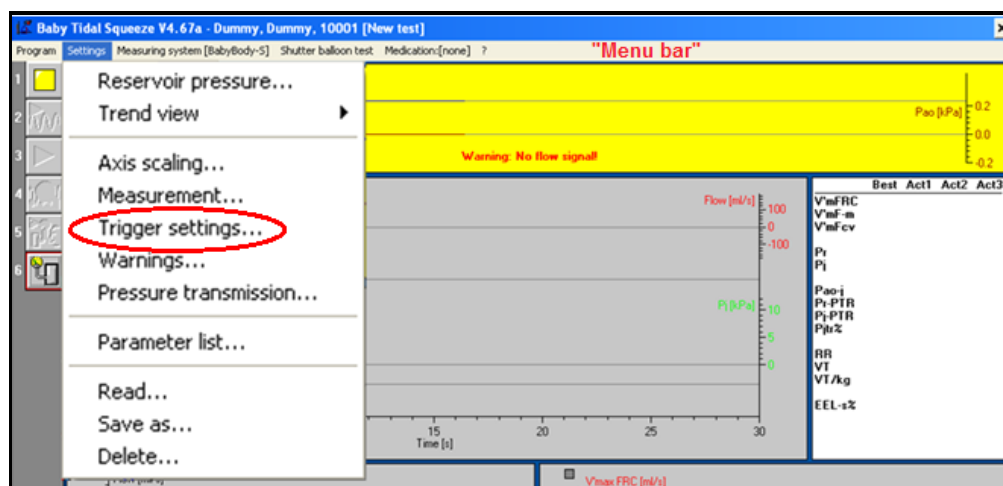 Baby Tidal Squeeze V4.67a - Dummy, Dummy, 10001 [New test]
Program Settings Measuring system [BabyBody-S] Shutter balloon test Medication:[none] ? "Menu bar"
1
2
3
4
5
6
Reservoir pressure...
Trend view
Axis scaling...
Measurement...
Trigger settings...
Warnings...
Pressure transmission...
Parameter list...
Read...
Save as...
Delete...
Pao [kPa]
0.2
0.0
-0.2
Warning: No flow signal!
Flow [ml/s]
100
0
-100
Pj [kPa]
10
5
0
15 20 25 30
Time [s]
Best Act1 Act2 Act3
V'mFRC
V'mF-m
V'mFcv
Pr
Pj
Pao-j
Pr-PTR
Pj-PTR
Pjtr%
RR
VT
VT/kg
EEL-s%
V'max FRC [ml/s]